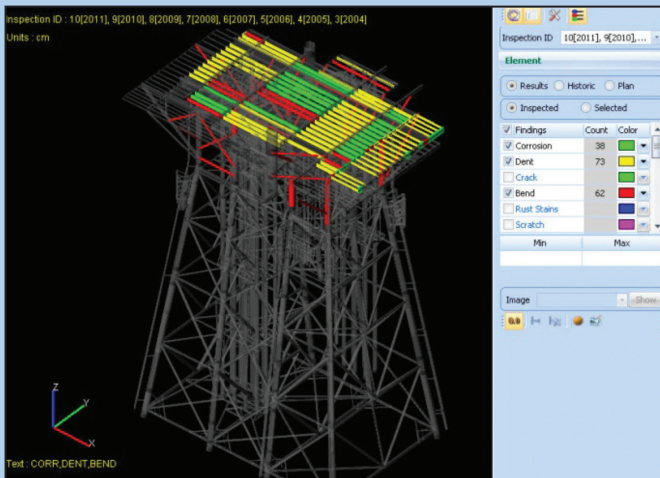 Inspection ID : 10[2011], 9[2010], 8[2009], 7[2008], 6[2007], 5[2006], 4[2005], 3[2004]
Units : cm
Z
Y
X
Text : CORR,DENT,BEND
Inspection ID 10[2011], 9[2010],...
Element
Results Historic Plan
Inspected Selected
Findings Count Color
Corrosion 38
Dent 73
Crack
Bend 62
Rust Stains
Scratch
Min Max
Image Show
0.0